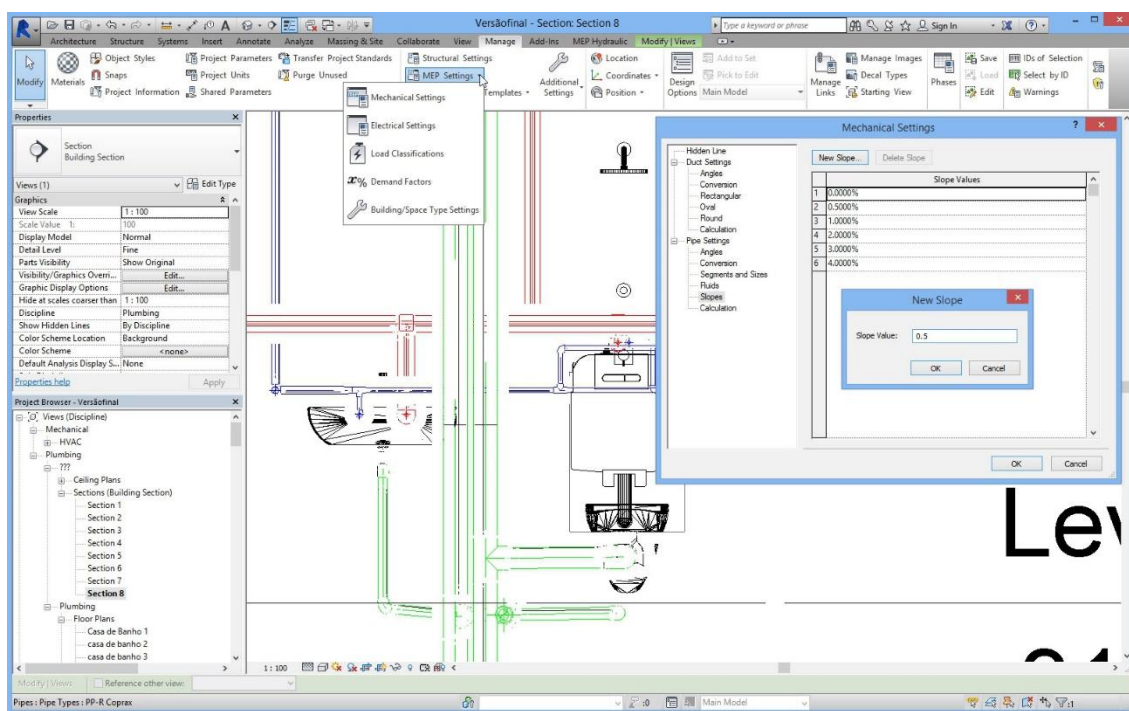 Versãofinal - Section: Section 8
Type a keyword or phrase
Sign In
Architecture Structure Systems Insert Annotate Analyze Massing & Site Collaborate View Manage Add-Ins MEP Hydraulic Modify | Views
Modify
Materials
Object Styles
Snaps
Project Information
Project Parameters
Project Units
Shared Parameters
Transfer Project Standards
Purge Unused
Structural Settings
MEP Settings
Templates
Additional Settings
Location
Coordinates
Position
Design Options
Add to Set
Pick to Edit
Main Model
Manage Links
Manage Images
Decal Types
Starting View
Phases
Save
Load
Edit
IDs of Selection
Select by ID
Warnings
Mechanical Settings
Electrical Settings
Load Classifications
Demand Factors
Building/Space Type Settings
Properties
Section
Building Section
Views (1)
Edit Type
Graphics
View Scale 1 : 100
Scale Value 1: 100
Display Model Normal
Detail Level Fine
Parts Visibility Show Original
Visibility/Graphics Overri... Edit...
Graphic Display Options Edit...
Hide at scales coarser than 1 : 100
Discipline Plumbing
Show Hidden Lines By Discipline
Color Scheme Location Background
Color Scheme <none>
Default Analysis Display S... None
Properties help
Apply
Project Browser - Versãofinal
Views (Discipline)
Mechanical
HVAC
Plumbing
???
Ceiling Plans
Sections (Building Section)
Section 1
Section 2
Section 3
Section 4
Section 5
Section 6
Section 7
Section 8
Plumbing
Floor Plans
Casa de Banho 1
casa de banho 2
casa de banho 3
Mechanical Settings
Hidden Line
Duct Settings
Angles
Conversion
Rectangular
Oval
Round
Calculation
Pipe Settings
Angles
Conversion
Segments and Sizes
Fluids
Slopes
Calculation
New Slope...
Delete Slope
Slope Values
1 0.0000%
2 0.5000%
3 1.0000%
4 2.0000%
5 3.0000%
6 4.0000%
New Slope
Slope Value: 0.5
OK
Cancel
OK
Cancel
Lev
1 : 100
Modify | Views
Reference other view:
Pipes : Pipe Types : PP-R Coprax
:0
Main Model
:1